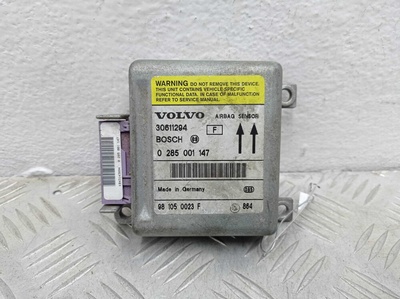 WARNING DO NOT REMOVE THIS UNIT
THIS UNIT CONTAINS VEHICLE SPECIFIC
FUNCTIONAL DATA. IN CASE OF MALFUNCTION
REFER TO SERVICE MANUAL.
VOLVO AIRBAG SENSOR
30611294 F
BOSCH
0 285 001 147
Made in Germany
98 105 0023 F 864